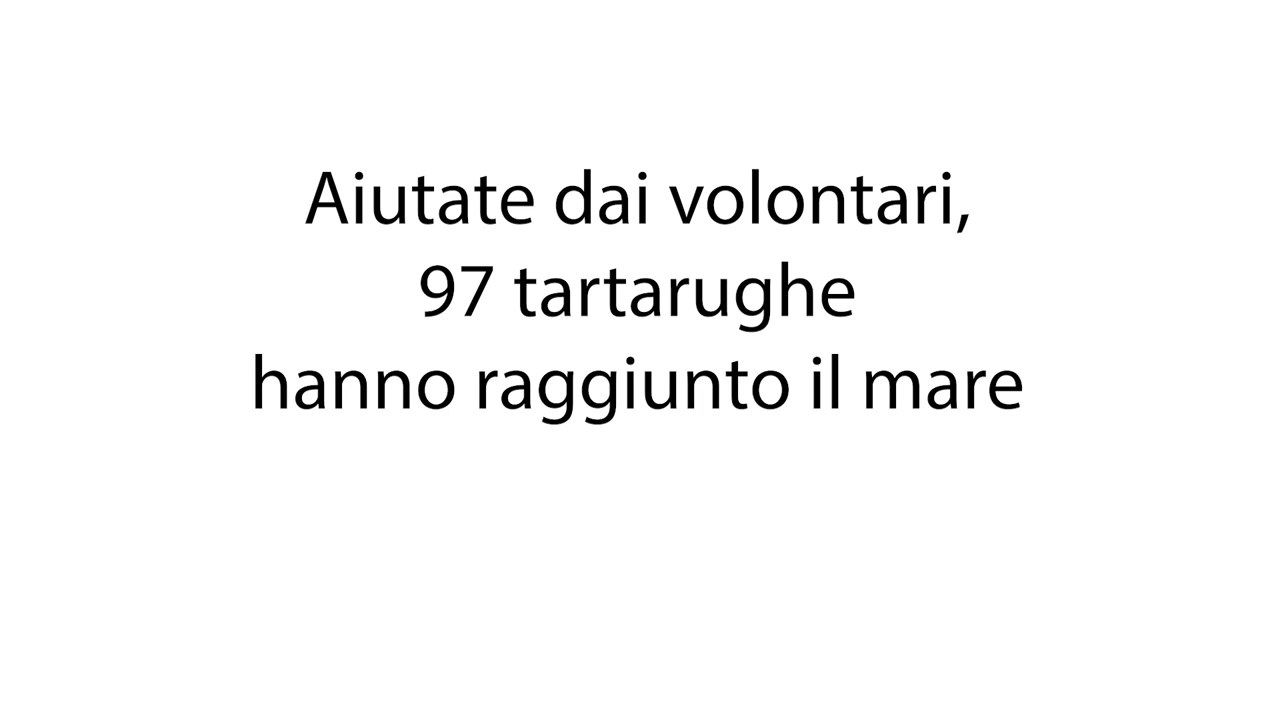 Aiutate dai volontari,
97 tartarughe
hanno raggiunto il mare